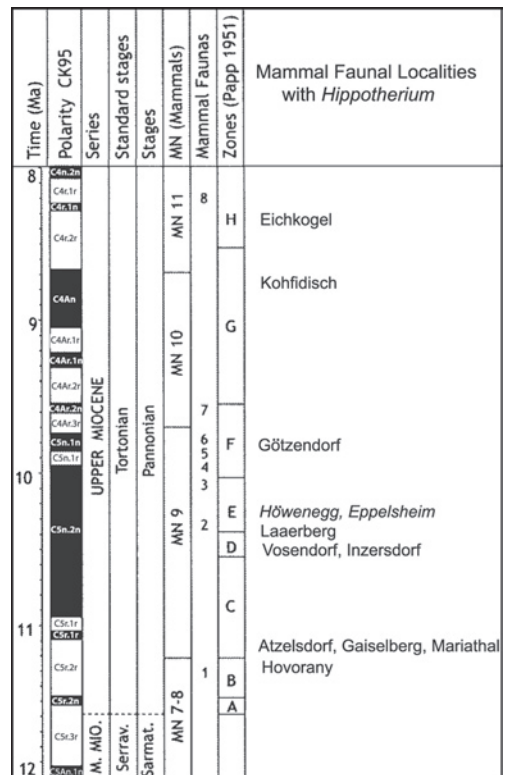 Time (Ma)
Polarity CK95
Series
Standard stages
Stages
MN (Mammals)
Mammal Faunas
Zones (Papp 1951)
Mammal Faunal Localities
with Hippotherium
8
9
10
11
12
C4n.2n
C4r.1r
C4r.1n
C4r.2r
C4An
C4Ar.1r
C4Ar.1n
C4Ar.2r
C4Ar.2n
C4Ar.3r
C5n.1n
C5n.1r
C5n.2n
C5r.1r
C5r.1r
C5r.2r
C5r.2n
C5r.3r
C5An.1n
UPPER MIOCENE
M. MIO.
Tortonian
Serrav.
Pannonian
Sarmat.
MN 11
MN 10
MN 9
MN 7-8
8
7
6
5
4
3
2
1
H
G
F
E
D
C
B
A
Eichkogel
Kohfidisch
Götzendorf
Höwenegg, Eppelsheim
Laaerberg
Vosendorf, Inzersdorf
Atzelsdorf, Gaiselberg, Mariathal
Hovorany